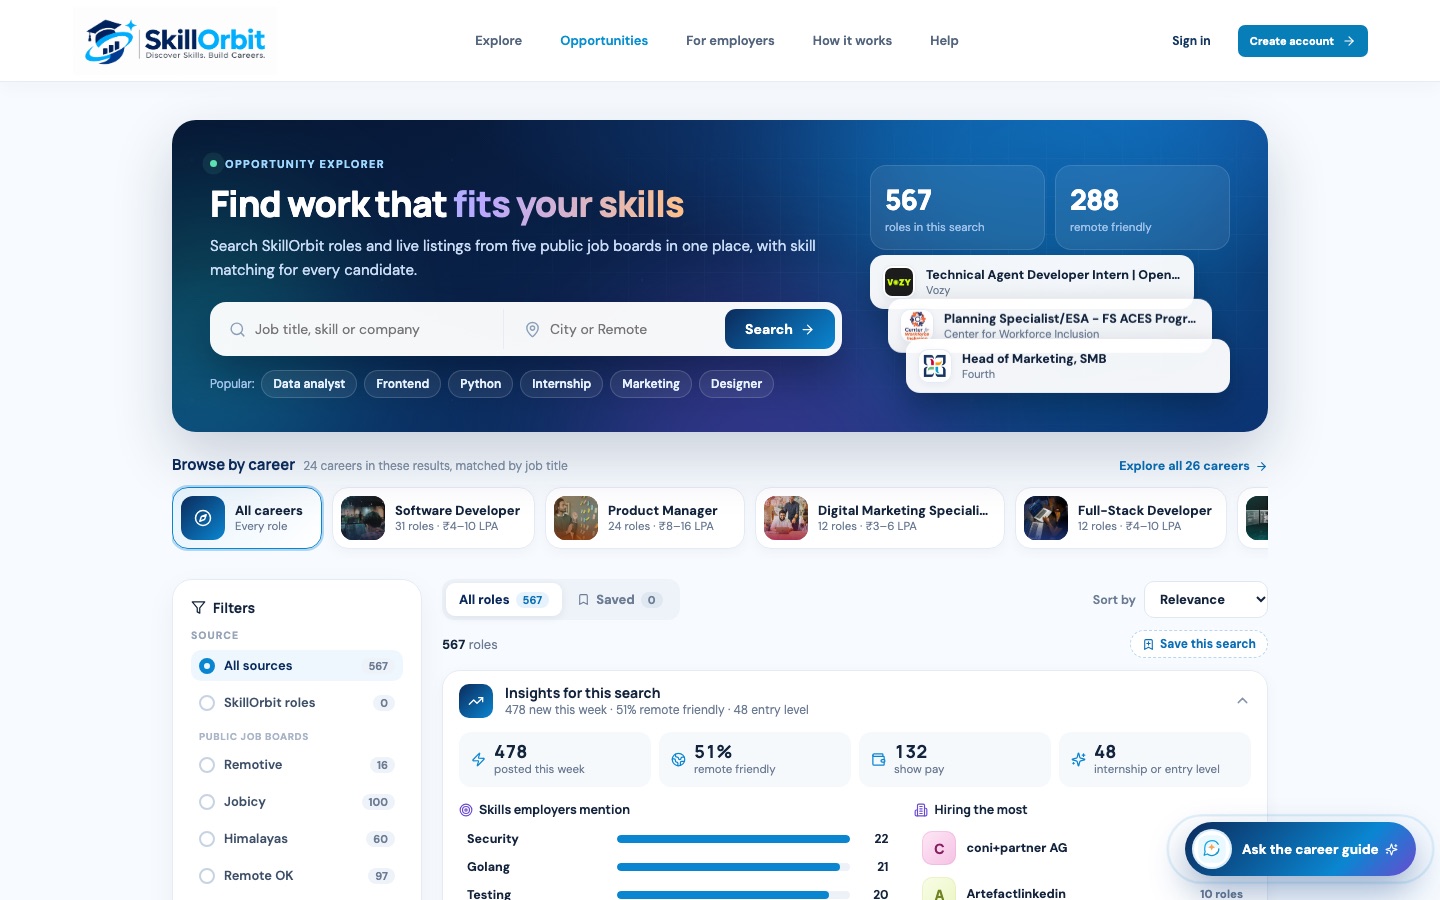 SkillOrbit
Discover Skills. Build Careers.
Explore
Opportunities
For employers
How it works
Help
Sign in
Create account
OPPORTUNITY EXPLORER
Find work that fits your skills
Search SkillOrbit roles and live listings from five public job boards in one place, with skill
matching for every candidate.
Job title, skill or company
City or Remote
Search
Popular:
Data analyst
Frontend
Python
Internship
Marketing
Designer
567
roles in this search
288
remote friendly
VOZY
Technical Agent Developer Intern | Open...
Vozy
Planning Specialist/ESA - FS ACES Progr...
Center for Workforce Inclusion
Head of Marketing, SMB
Fourth
Browse by career
24 careers in these results, matched by job title
Explore all 26 careers
All careers
Every role
Software Developer
31 roles · ₹4–10 LPA
Product Manager
24 roles · ₹8–16 LPA
Digital Marketing Speciali...
12 roles · ₹3–6 LPA
Full-Stack Developer
12 roles · ₹4–10 LPA
Filters
SOURCE
All sources
567
SkillOrbit roles
0
PUBLIC JOB BOARDS
Remotive
16
Jobicy
100
Himalayas
60
Remote OK
97
All roles
567
Saved
0
Sort by
Relevance
567 roles
Save this search
Insights for this search
478 new this week · 51% remote friendly · 48 entry level
478
posted this week
51%
remote friendly
132
show pay
48
internship or entry level
Skills employers mention
Security
22
Golang
21
Testing
20
Hiring the most
C
coni+partner AG
A
Artefactlinkedin
10 roles
Ask the career guide